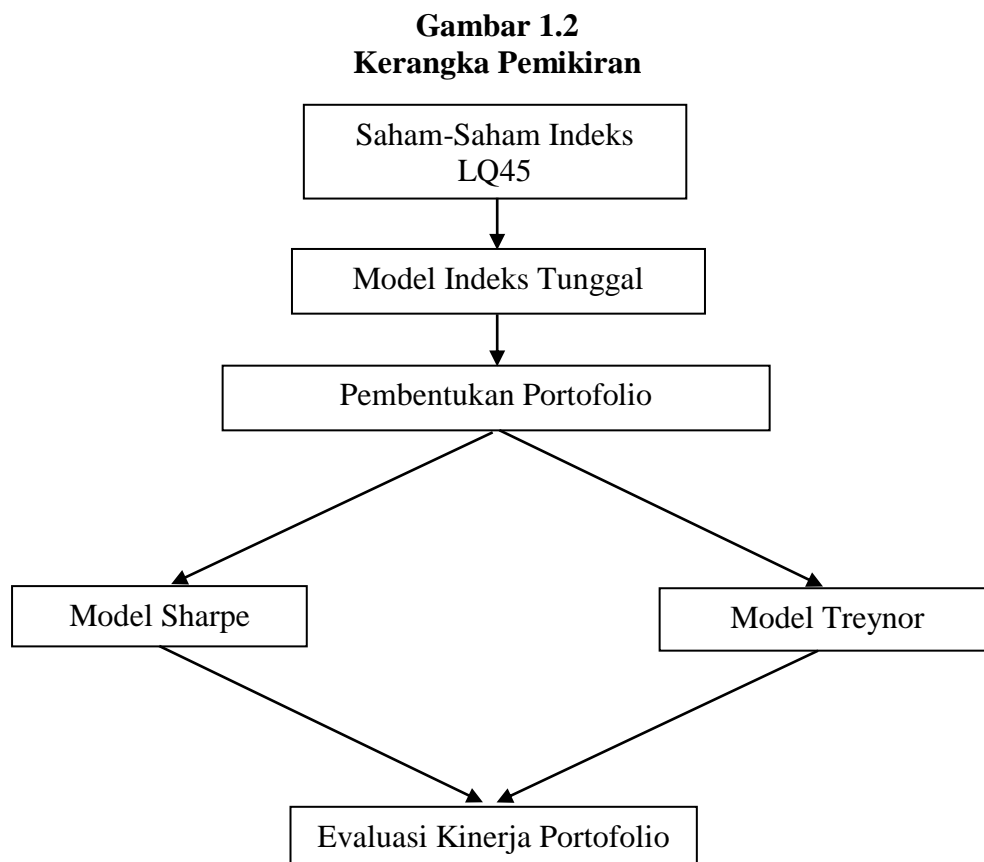 Gambar 1.2
Kerangka Pemikiran
Saham-Saham Indeks
LQ45
Model Indeks Tunggal
Pembentukan Portofolio
Model Sharpe
Model Treynor
Evaluasi Kinerja Portofolio